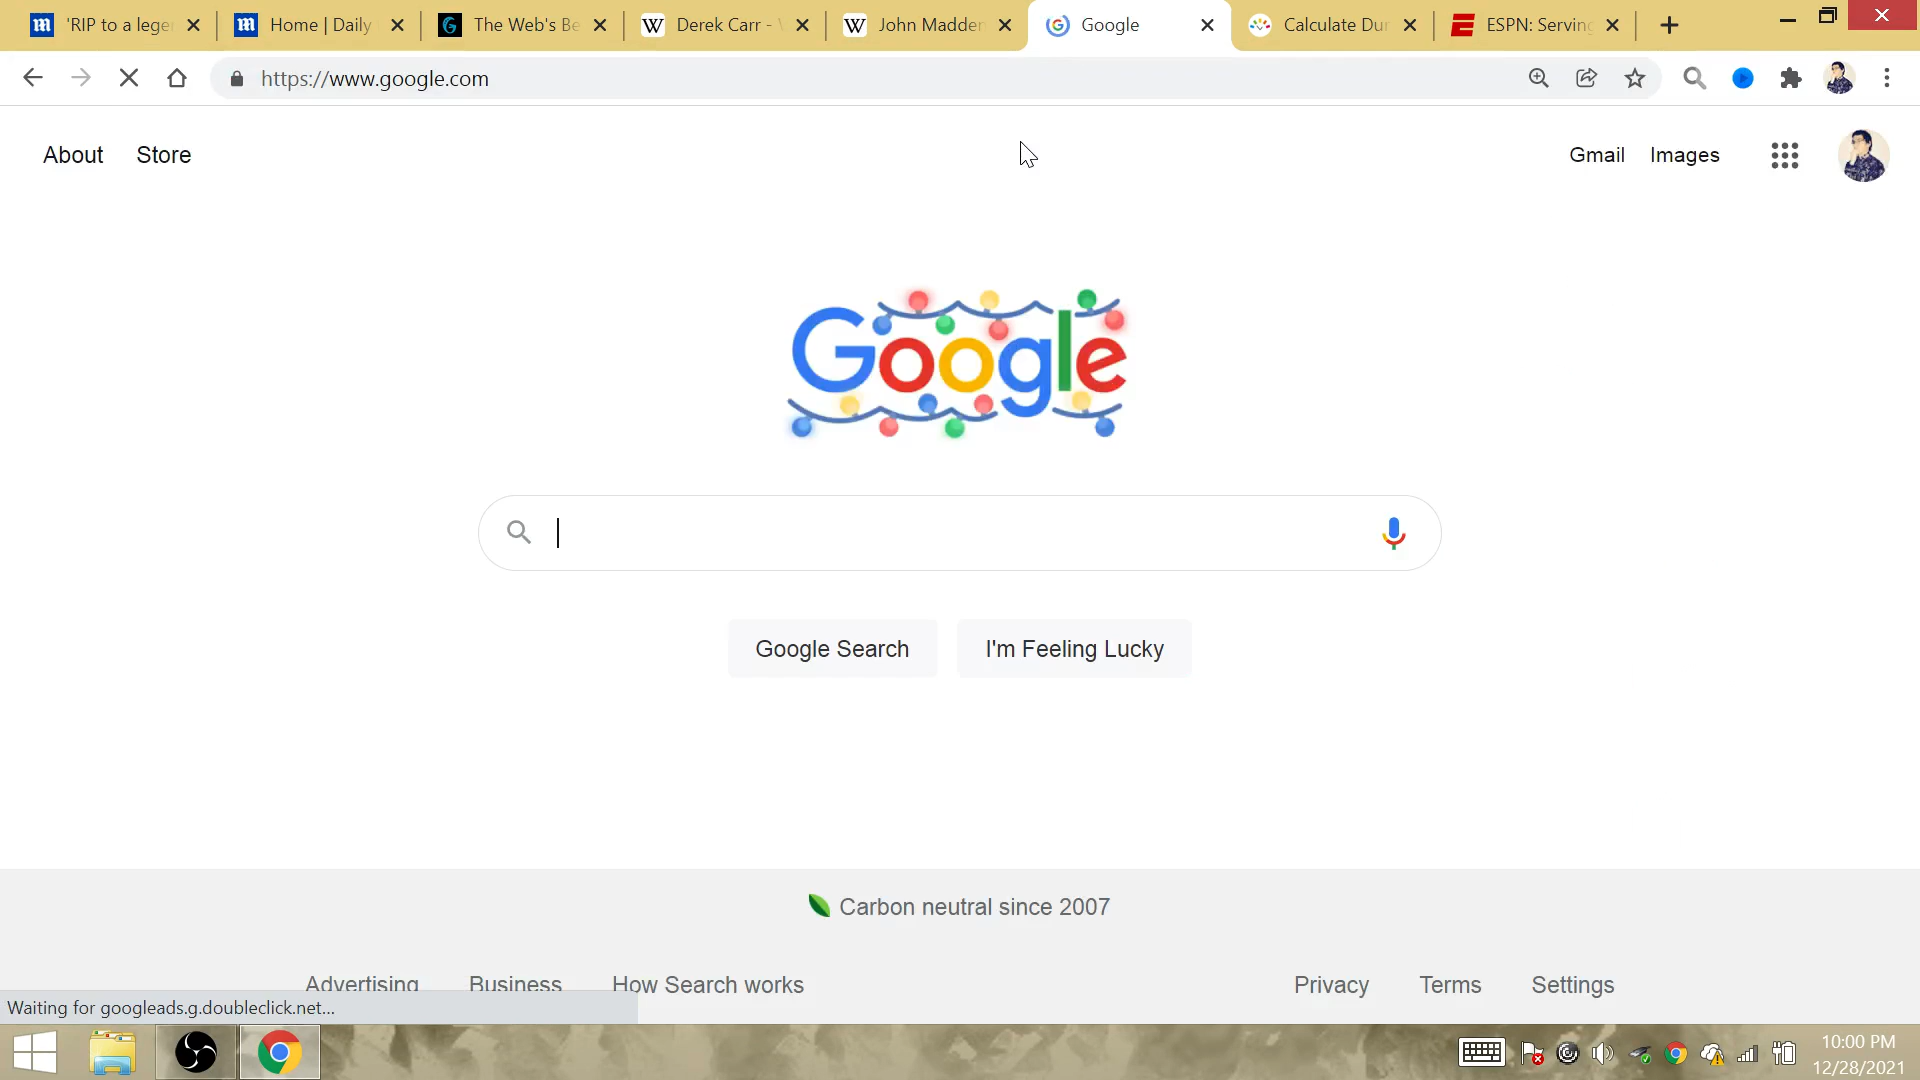 'RIP to a leger
Home | Daily
The Web's Be
Derek Carr -
John Madden
Google
Calculate Dur
ESPN: Serving
https://www.google.com
About
Store
Gmail
Images
Google
Google Search
I'm Feeling Lucky
Carbon neutral since 2007
Advertising
Business
How Search works
Privacy
Terms
Settings
Waiting for googleads.g.doubleclick.net...
10:00 PM
12/28/2021